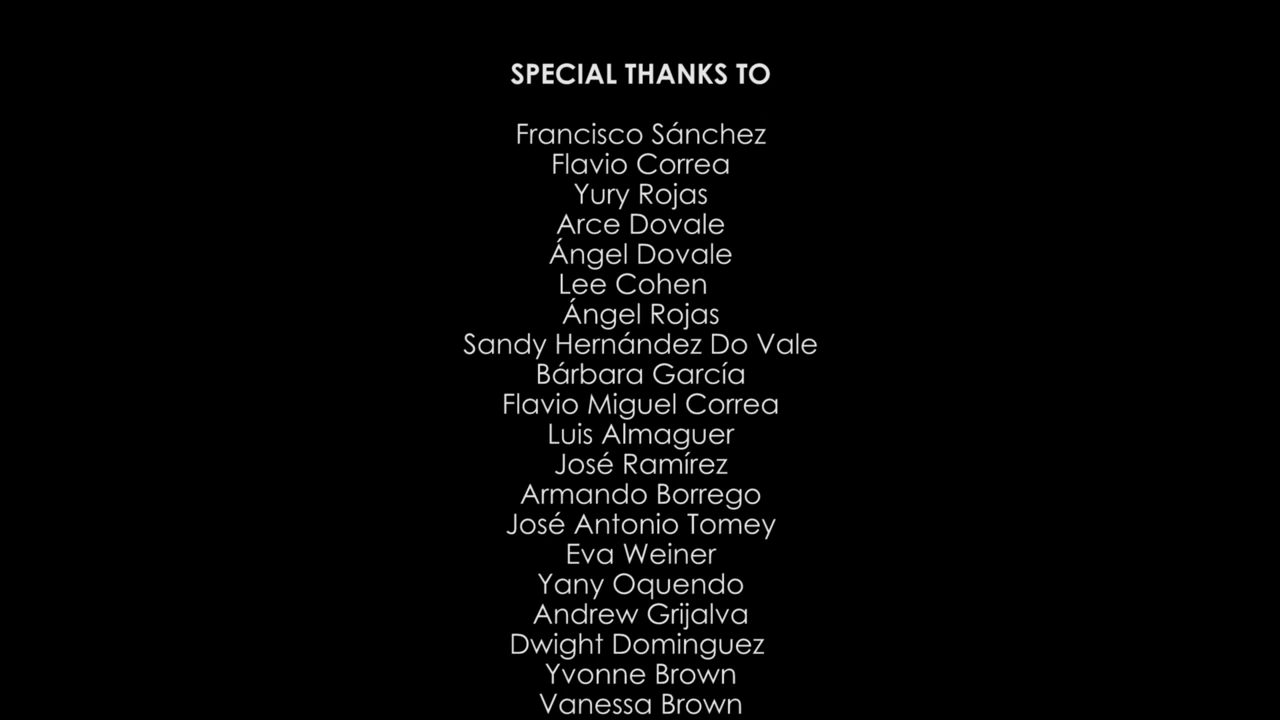 SPECIAL THANKS TO
Francisco Sánchez
Flavio Correa
Yury Rojas
Arce Dovale
Ángel Dovale
Lee Cohen
Ángel Rojas
Sandy Hernández Do Vale
Bárbara García
Flavio Miguel Correa
Luis Almaguer
José Ramírez
Armando Borrego
José Antonio Tomey
Eva Weiner
Yany Oquendo
Andrew Grijalva
Dwight Dominguez
Yvonne Brown
Vanessa Brown